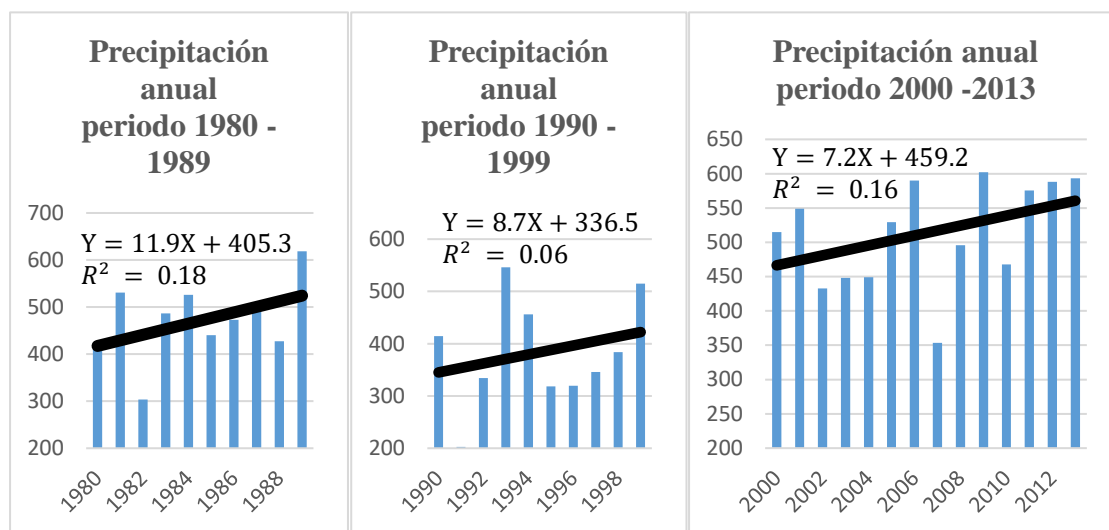 Precipitación
anual
periodo 1980 -
1989
Y = 11.9X + 405.3
R² = 0.18
700
600
500
400
300
200
1980
1982
1984
1986
1988
Precipitación
anual
periodo 1990 -
1999
Y = 8.7X + 336.5
R² = 0.06
600
500
400
300
200
1990
1992
1994
1996
1998
Precipitación anual
periodo 2000 -2013
Y = 7.2X + 459.2
R² = 0.16
650
600
550
500
450
400
350
300
250
200
2000
2002
2004
2006
2008
2010
2012